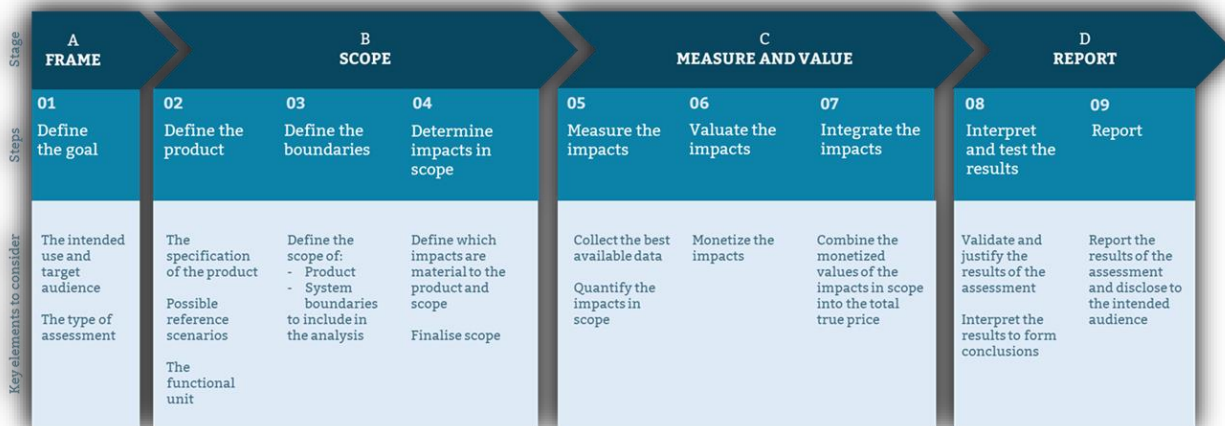 Stage
A
FRAME
B
SCOPE
C
MEASURE AND VALUE
D
REPORT
Steps
01
Define
the goal
02
Define the
product
03
Define the
boundaries
04
Determine
impacts in
scope
05
Measure the
impacts
06
Valuate the
impacts
07
Integrate the
impacts
08
Interpret
and test the
results
09
Report
Key elements to consider
The intended
use and
target
audience
The type of
assessment
The
specification
of the product
Possible
reference
scenarios
The
functional
unit
Define the
scope of:
- Product
- System
boundaries
to include in
the analysis
Define which
impacts are
material to the
product and
scope
Finalise scope
Collect the best
available data
Quantify the
impacts in
scope
Monetize the
impacts
Combine the
monetized
values of the
impacts in scope
into the total
true price
Validate and
justify the
results of the
assessment
Interpret the
results to form
conclusions
Report the
results of the
assessment
and disclose to
the intended
audience